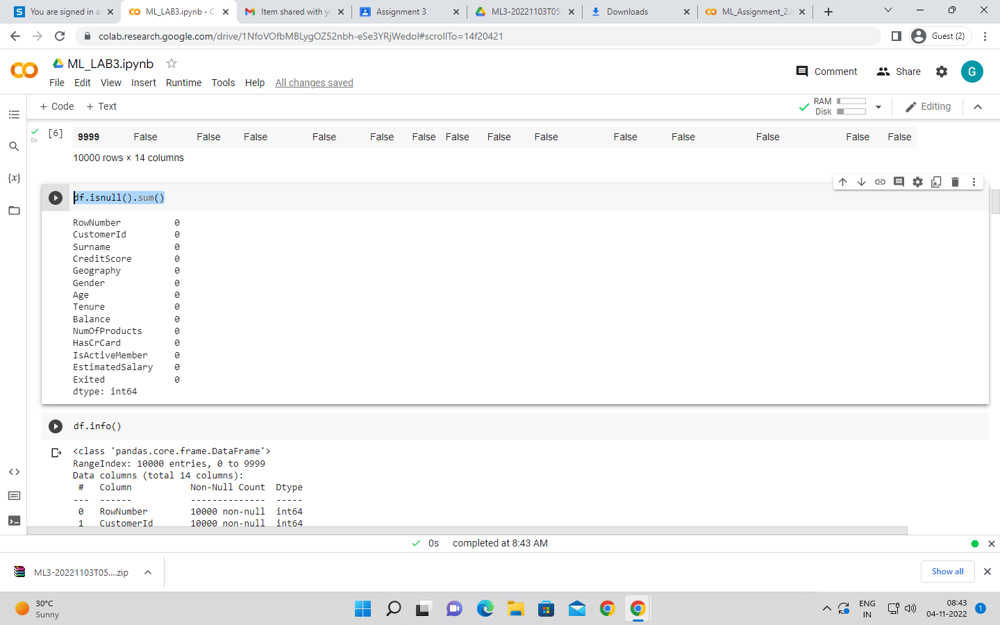 You are signed in a
ML_LAB3.ipynb - C
Item shared with y
Assignment 3
ML3-20221103T05
Downloads
ML_Assignment_2.i
colab.research.google.com/drive/1NfoVOfbMBLygOZ52nbh-eSe3YRjWedoI#scrollTo=14f20421
Guest (2)
ML_LAB3.ipynb
Comment
Share
G
File Edit View Insert Runtime Tools Help All changes saved
+ Code + Text
RAM
Disk
Editing
[6] 9999 False False False False False False False False False False False False False False
0s
10000 rows × 14 columns
{x}
df.isnull().sum()
RowNumber 0
CustomerId 0
Surname 0
CreditScore 0
Geography 0
Gender 0
Age 0
Tenure 0
Balance 0
NumOfProducts 0
HasCrCard 0
IsActiveMember 0
EstimatedSalary 0
Exited 0
dtype: int64
df.info()
<class 'pandas.core.frame.DataFrame'>
RangeIndex: 10000 entries, 0 to 9999
Data columns (total 14 columns):
# Column Non-Null Count Dtype
--- ------ -------------- -----
0 RowNumber 10000 non-null int64
1 CustomerId 10000 non-null int64
0s completed at 8:43 AM
ML3-20221103T05....zip
Show all
30°C
Sunny
ENG
IN
08:43
04-11-2022
1